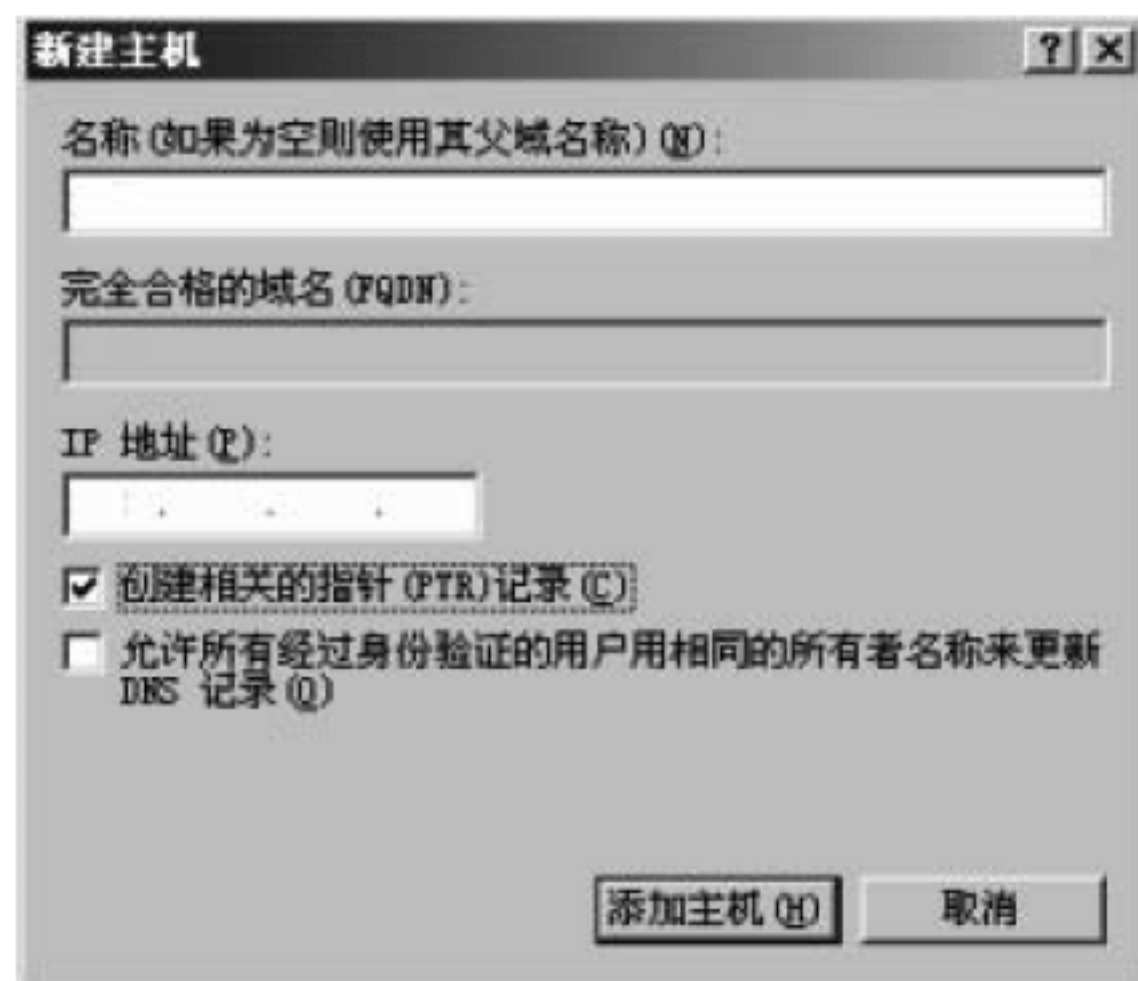 新建主机
名称(如果为空则使用其父域名称)(N):
完全合格的域名(FQDN):
IP 地址(P):
创建相关的指针(PTR)记录(C)
允许所有经过身份验证的用户用相同的所有者名称来更新
DNS 记录(O)
添加主机(H)
取消